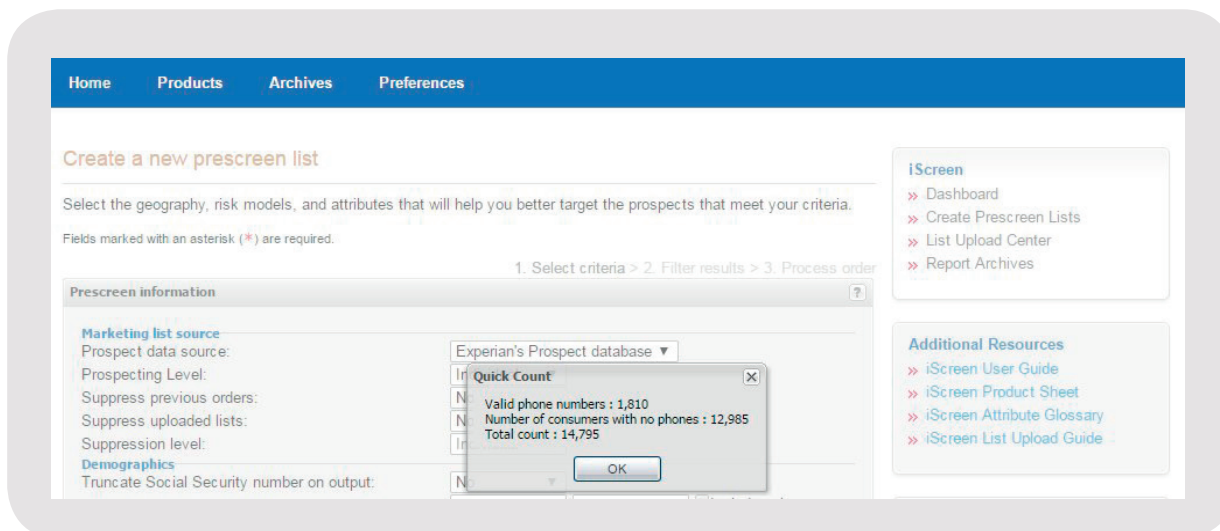 Home Products Archives Preferences
Create a new prescreen list
Select the geography, risk models, and attributes that will help you better target the prospects that meet your criteria.
Fields marked with an asterisk (*) are required.
1. Select criteria > 2. Filter results > 3. Process order
Prescreen information ?
Marketing list source
Prospect data source: Experian's Prospect database ▼
Prospecting Level:
Suppress previous orders:
Suppress uploaded lists:
Suppression level:
Demographics
Truncate Social Security number on output: No ▼
Quick Count
Valid phone numbers : 1,810
Number of consumers with no phones : 12,985
Total count : 14,795
OK
iScreen
» Dashboard
» Create Prescreen Lists
» List Upload Center
» Report Archives
Additional Resources
» iScreen User Guide
» iScreen Product Sheet
» iScreen Attribute Glossary
» iScreen List Upload Guide